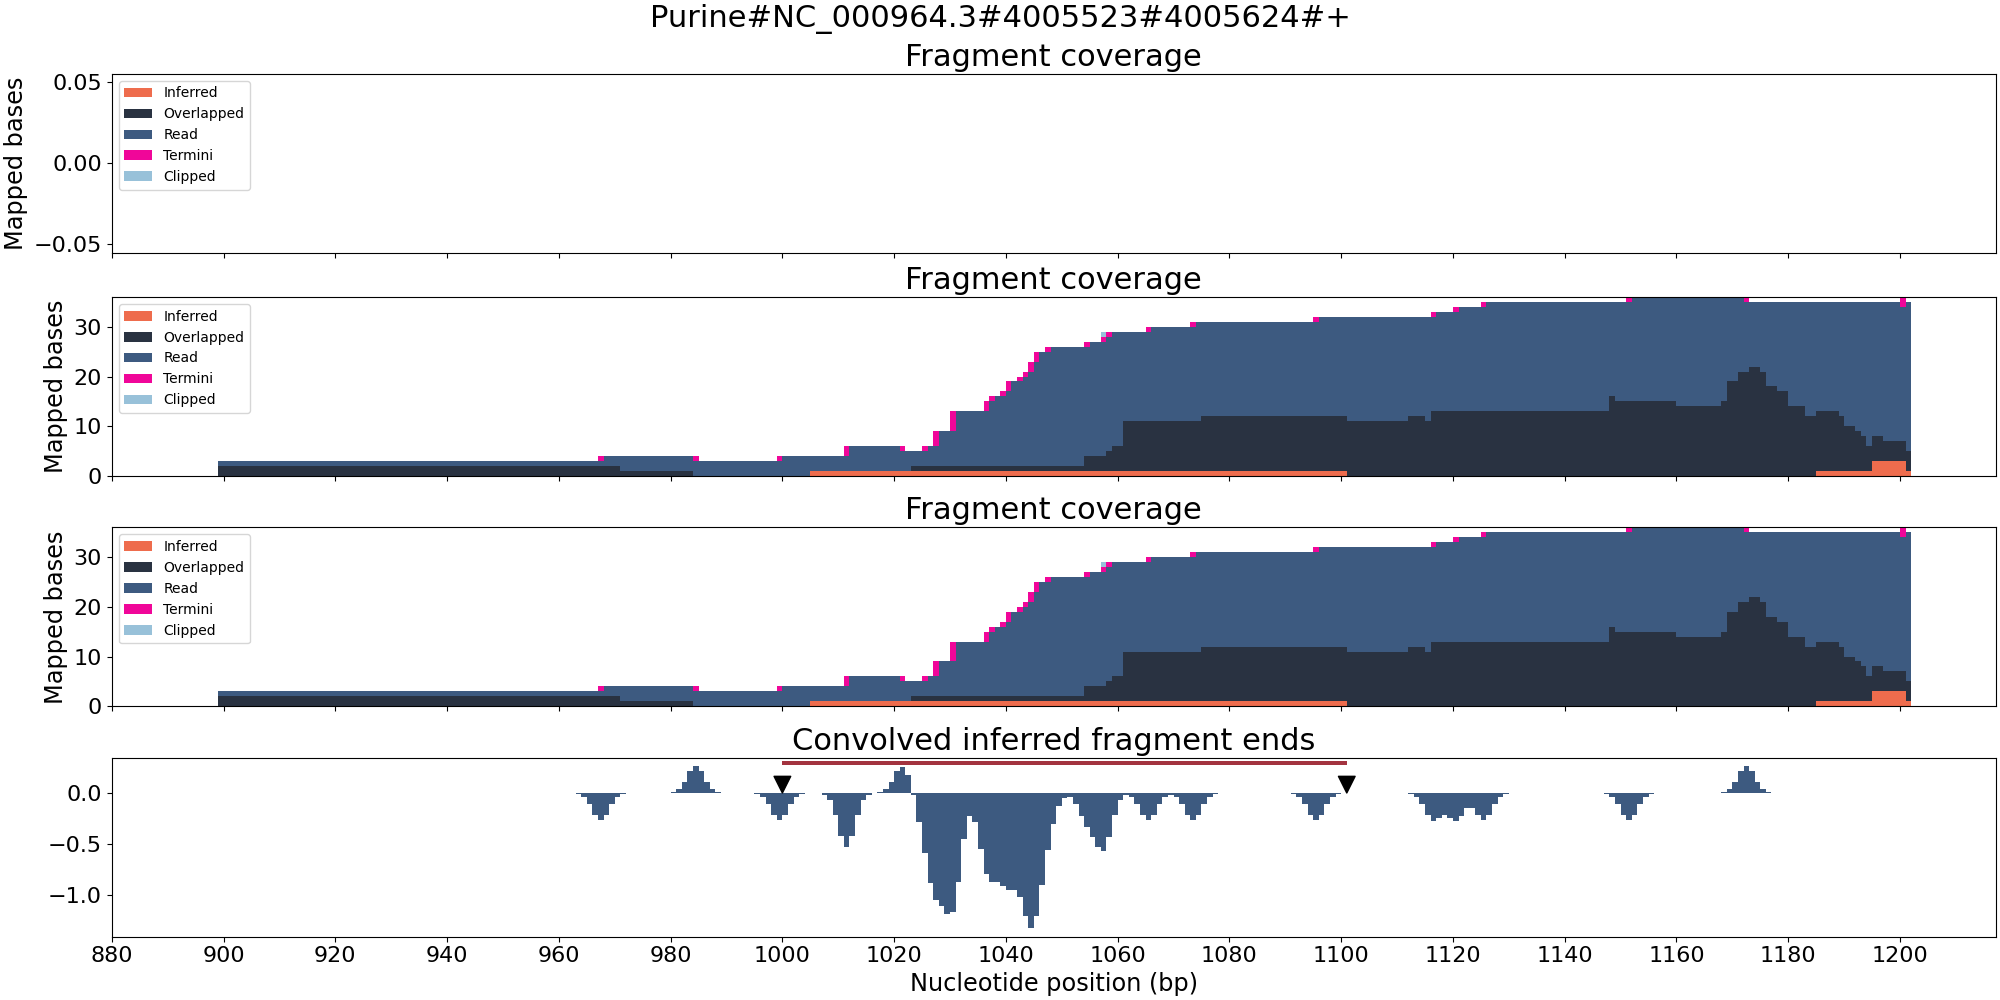 Purine#NC_000964.3#4005523#4005624#+
Fragment coverage
Mapped bases
0.05
0.00
−0.05
Inferred
Overlapped
Read
Termini
Clipped
Fragment coverage
Mapped bases
30
20
10
0
Inferred
Overlapped
Read
Termini
Clipped
Fragment coverage
Mapped bases
30
20
10
0
Inferred
Overlapped
Read
Termini
Clipped
Convolved inferred fragment ends
0.0
−0.5
−1.0
880 900 920 940 960 980 1000 1020 1040 1060 1080 1100 1120 1140 1160 1180 1200
Nucleotide position (bp)